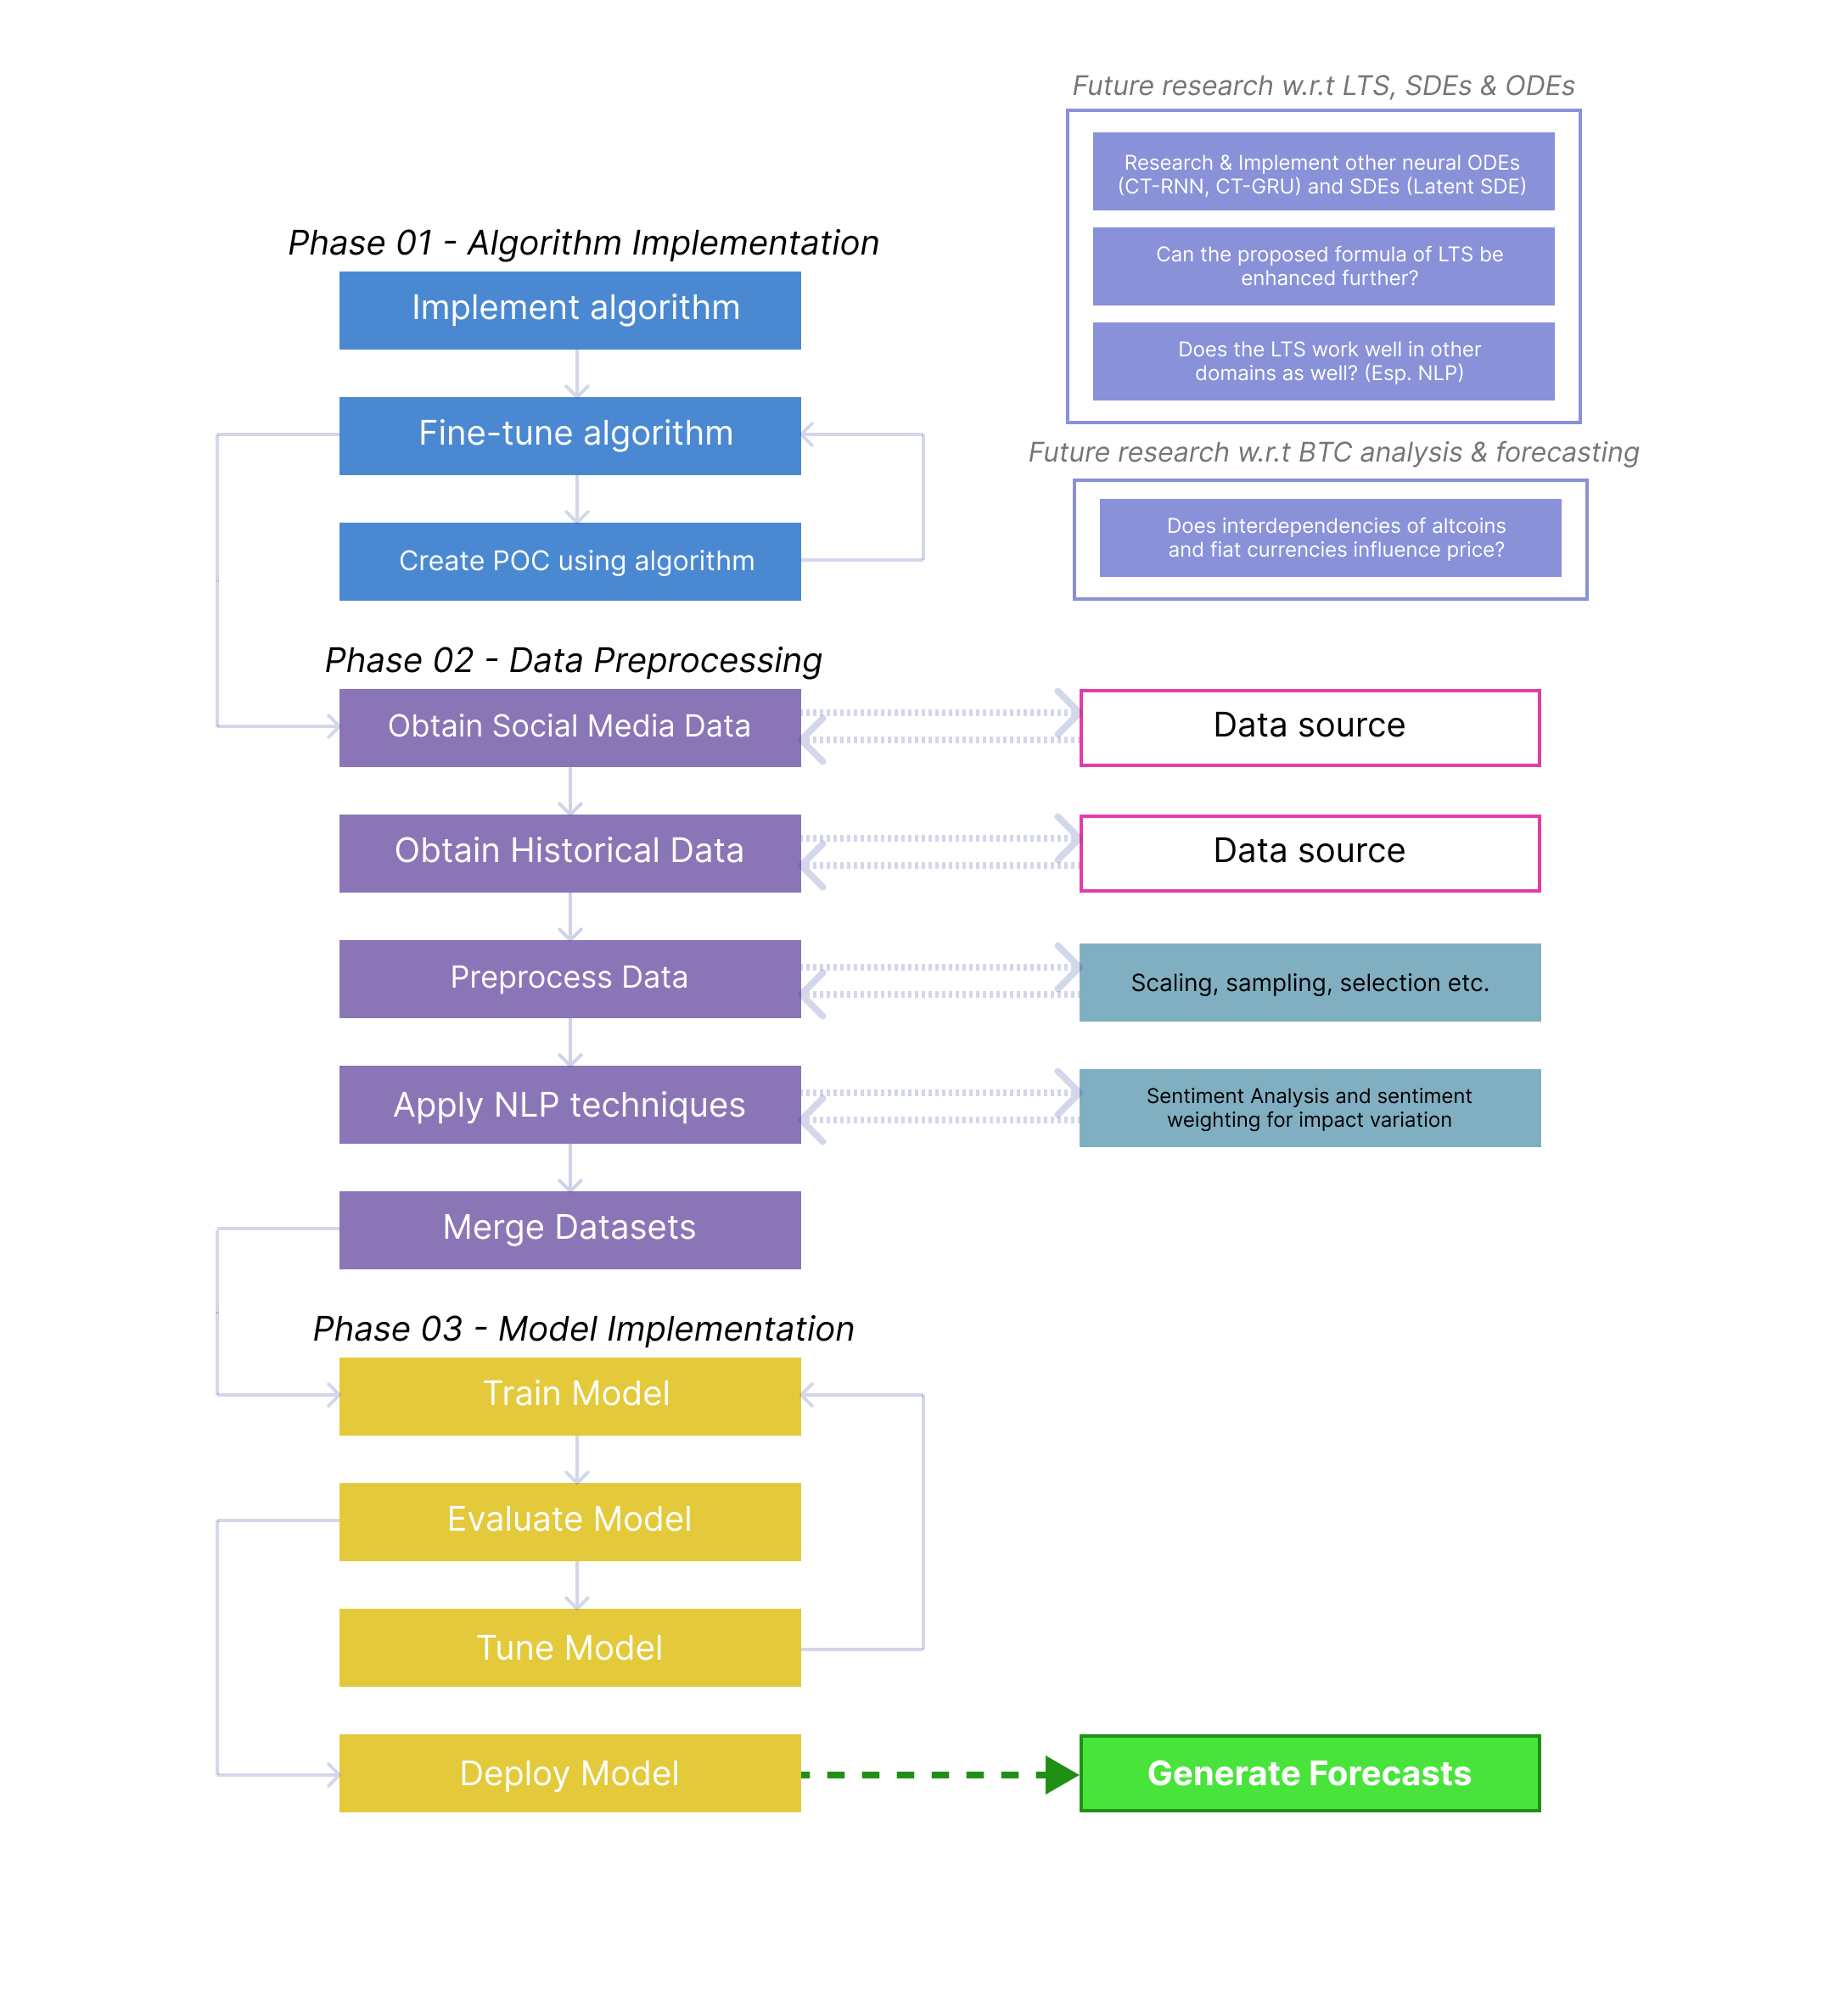 Future research w.r.t LTS, SDEs & ODEs
Research & Implement other neural ODEs
(CT-RNN, CT-GRU) and SDEs (Latent SDE)
Can the proposed formula of LTS be
enhanced further?
Does the LTS work well in other
domains as well? (Esp. NLP)
Future research w.r.t BTC analysis & forecasting
Does interdependencies of altcoins
and fiat currencies influence price?
Phase 01 - Algorithm Implementation
Implement algorithm
Fine-tune algorithm
Create POC using algorithm
Phase 02 - Data Preprocessing
Obtain Social Media Data
Data source
Obtain Historical Data
Data source
Preprocess Data
Scaling, sampling, selection etc.
Apply NLP techniques
Sentiment Analysis and sentiment
weighting for impact variation
Merge Datasets
Phase 03 - Model Implementation
Train Model
Evaluate Model
Tune Model
Deploy Model
Generate Forecasts